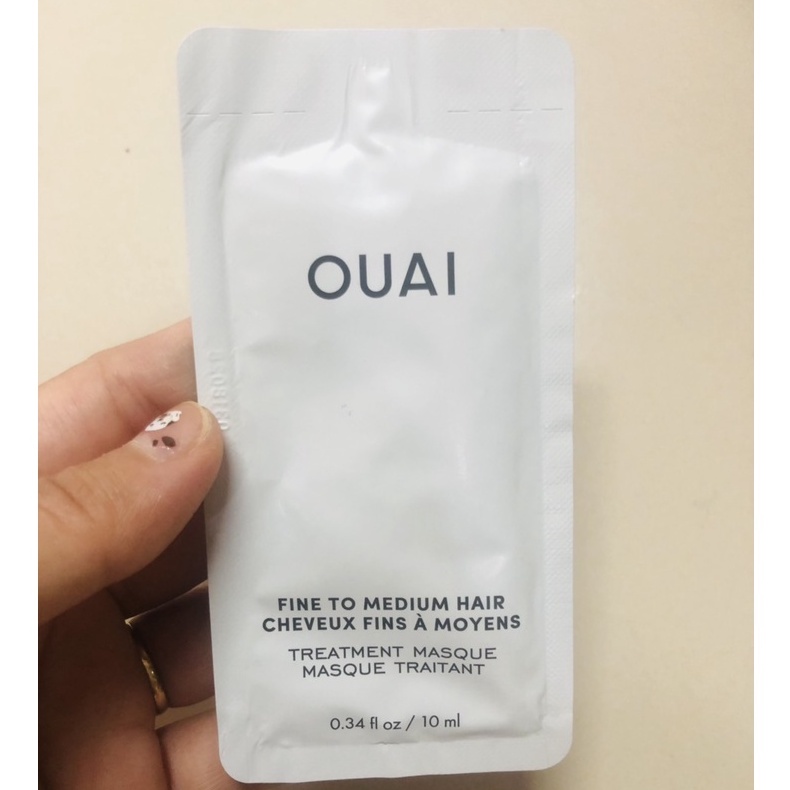 OUAI
FINE TO MEDIUM HAIR
CHEVEUX FINS À MOYENS
TREATMENT MASQUE
MASQUE TRAITANT
0.34 fl oz / 10 ml